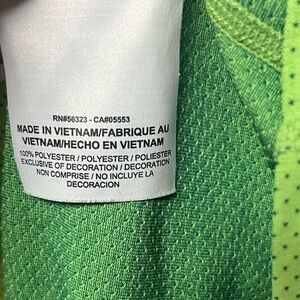 RN#56323 - CA#05553
MADE IN VIETNAM/FABRIQUE AU
VIETNAM/HECHO EN VIETNAM
100% POLYESTER / POLYESTER / POLIESTER
EXCLUSIVE OF DECORATION / DECORATION
NON COMPRISE / NO INCLUYE LA
DECORACION